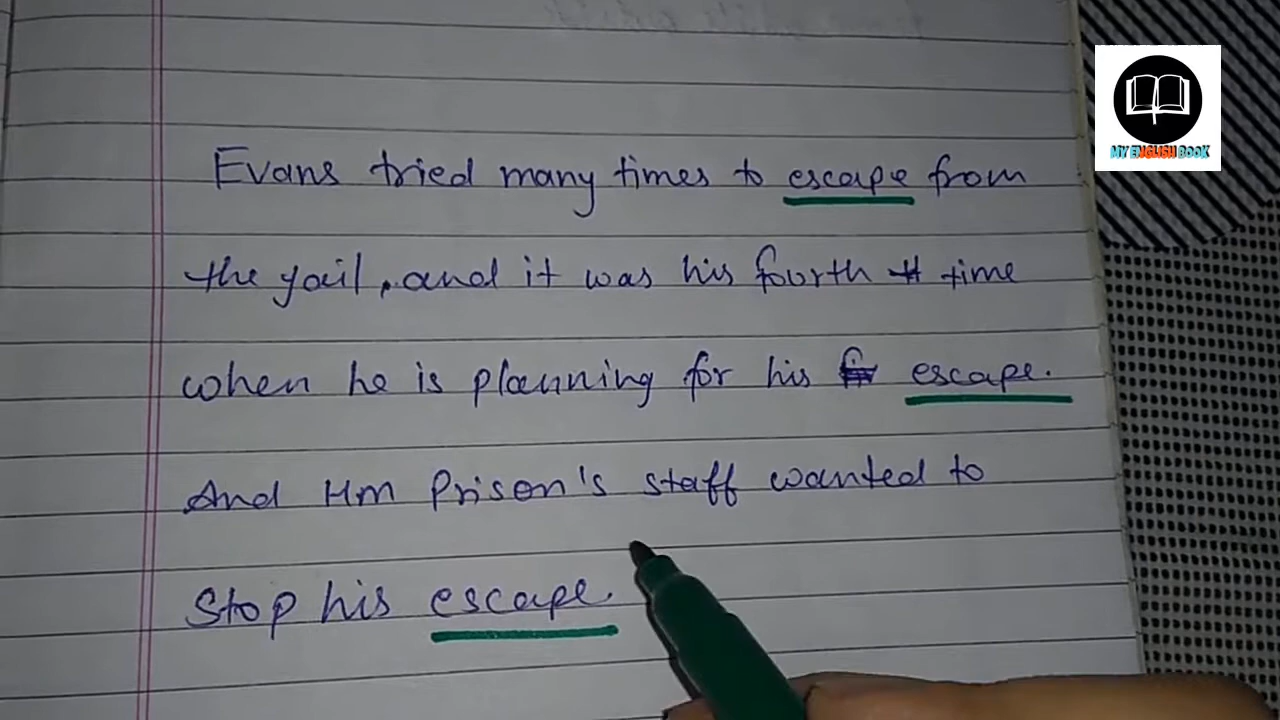 Evans tried many times to escape from
the yail, and it was his fourth time
when he is planning for his escape.
And Hm Prison's staff wanted to
Stop his escape.
MY ENGLISH BOOK